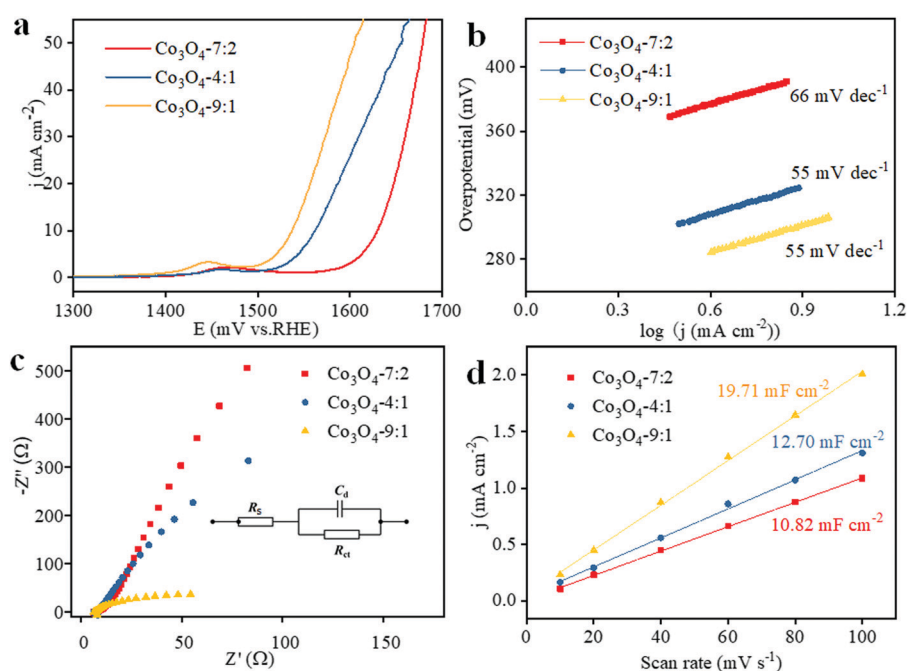 a
Co₃O₄-7:2
Co₃O₄-4:1
Co₃O₄-9:1
j (mA cm⁻²)
50
40
30
20
10
0
1300 1400 1500 1600 1700
E (mV vs.RHE)
b
Co₃O₄-7:2
Co₃O₄-4:1
Co₃O₄-9:1
66 mV dec⁻¹
55 mV dec⁻¹
55 mV dec⁻¹
Overpotential (mV)
400
360
320
280
0.0 0.3 0.6 0.9 1.2
log (j (mA cm⁻²))
c
Co₃O₄-7:2
Co₃O₄-4:1
Co₃O₄-9:1
Rs
Cd
Rct
-Z'' (Ω)
500
400
300
200
100
0
0 50 100 150
Z' (Ω)
d
Co₃O₄-7:2
Co₃O₄-4:1
Co₃O₄-9:1
19.71 mF cm⁻²
12.70 mF cm⁻²
10.82 mF cm⁻²
j (mA cm⁻²)
2.0
1.5
1.0
0.5
0.0
20 40 60 80 100
Scan rate (mV s⁻¹)